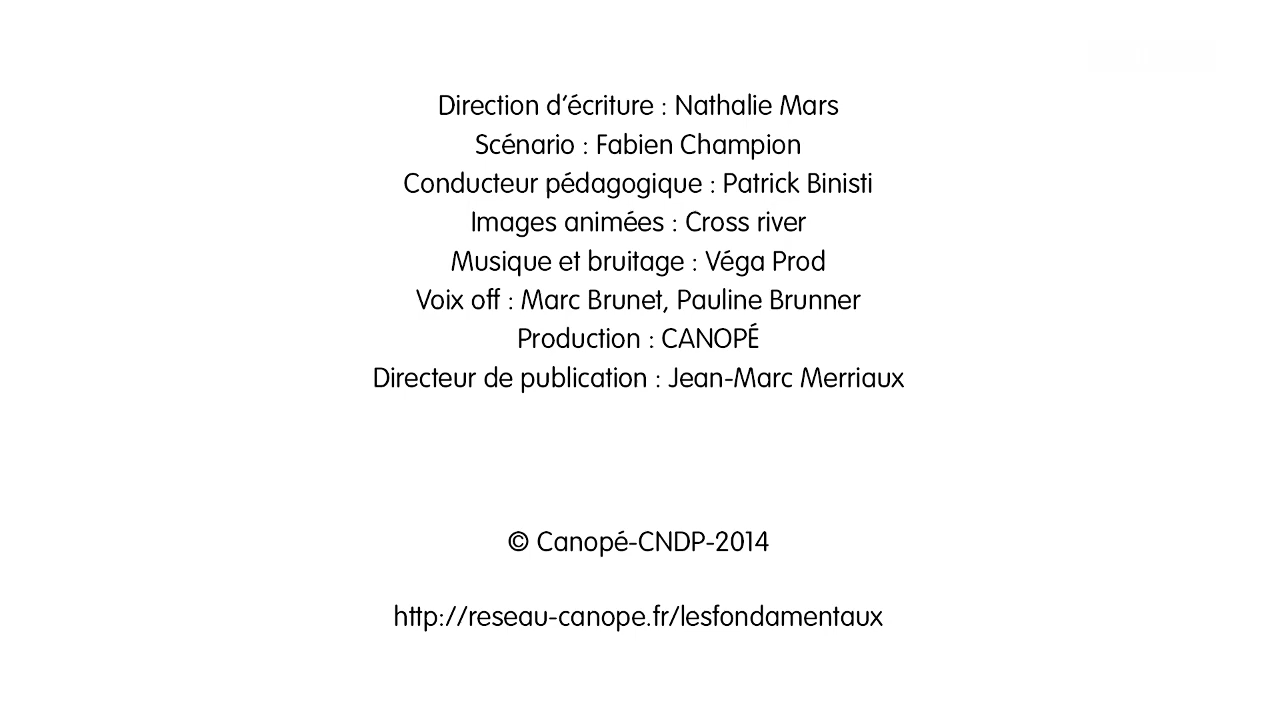 Direction d’écriture : Nathalie Mars
Scénario : Fabien Champion
Conducteur pédagogique : Patrick Binisti
Images animées : Cross river
Musique et bruitage : Véga Prod
Voix off : Marc Brunet, Pauline Brunner
Production : CANOPÉ
Directeur de publication : Jean-Marc Merriaux
© Canopé-CNDP-2014
http://reseau-canope.fr/lesfondamentaux